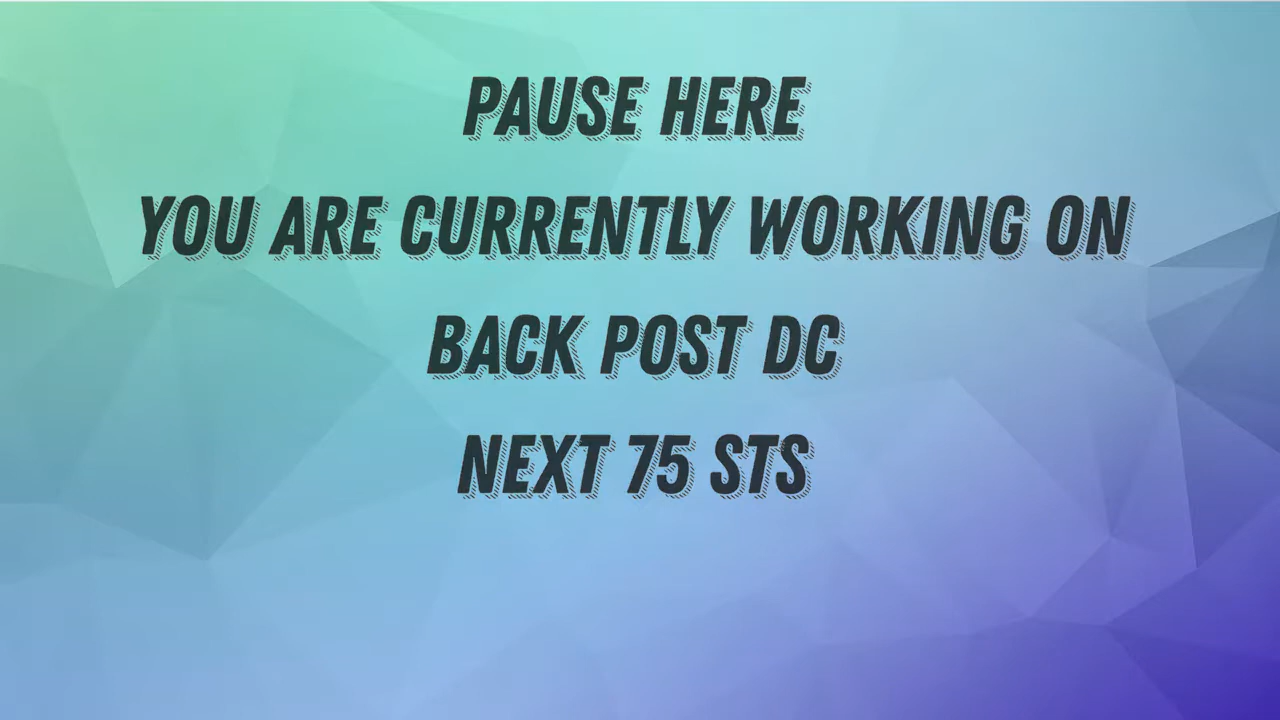 PAUSE HERE
YOU ARE CURRENTLY WORKING ON
BACK POST DC
NEXT 75 STS